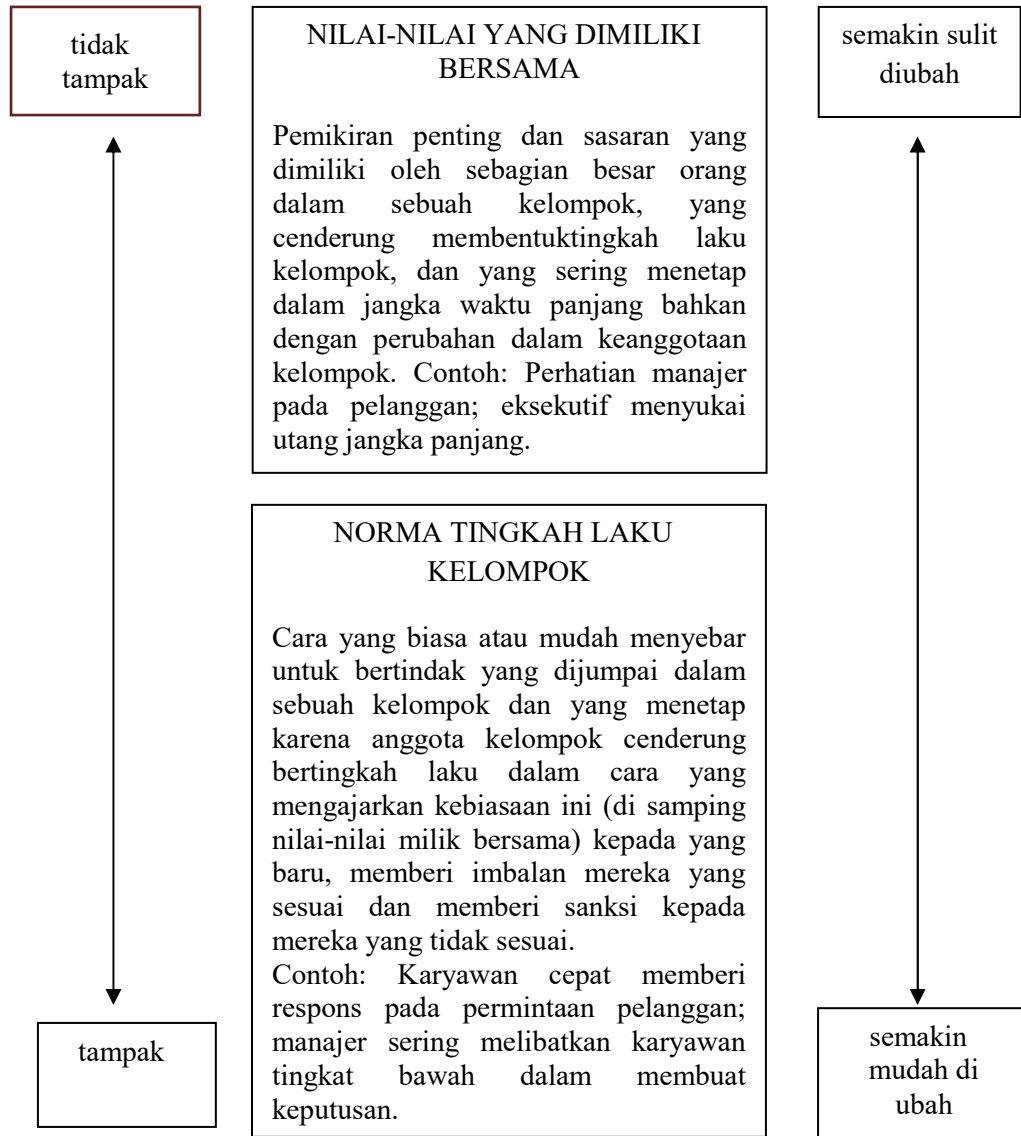 tidak
tampak
NILAI-NILAI YANG DIMILIKI
BERSAMA
Pemikiran penting dan sasaran yang
dimiliki oleh sebagian besar orang
dalam sebuah kelompok, yang
cenderung membentuktingkah laku
kelompok, dan yang sering menetap
dalam jangka waktu panjang bahkan
dengan perubahan dalam keanggotaan
kelompok. Contoh: Perhatian manajer
pada pelanggan; eksekutif menyukai
utang jangka panjang.
semakin sulit
diubah
NORMA TINGKAH LAKU
KELOMPOK
Cara yang biasa atau mudah menyebar
untuk bertindak yang dijumpai dalam
sebuah kelompok dan yang menetap
karena anggota kelompok cenderung
bertingkah laku dalam cara yang
mengajarkan kebiasaan ini (di samping
nilai-nilai milik bersama) kepada yang
baru, memberi imbalan mereka yang
sesuai dan memberi sanksi kepada
mereka yang tidak sesuai.
Contoh: Karyawan cepat memberi
respons pada permintaan pelanggan;
manajer sering melibatkan karyawan
tingkat bawah dalam membuat
keputusan.
tampak
semakin
mudah di
ubah